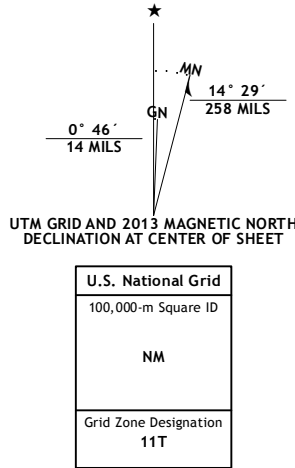 MN
GN
14° 29´
258 MILS
0° 46´
14 MILS
UTM GRID AND 2013 MAGNETIC NORTH
DECLINATION AT CENTER OF SHEET
U.S. National Grid
100,000-m Square ID
NM
Grid Zone Designation
11T